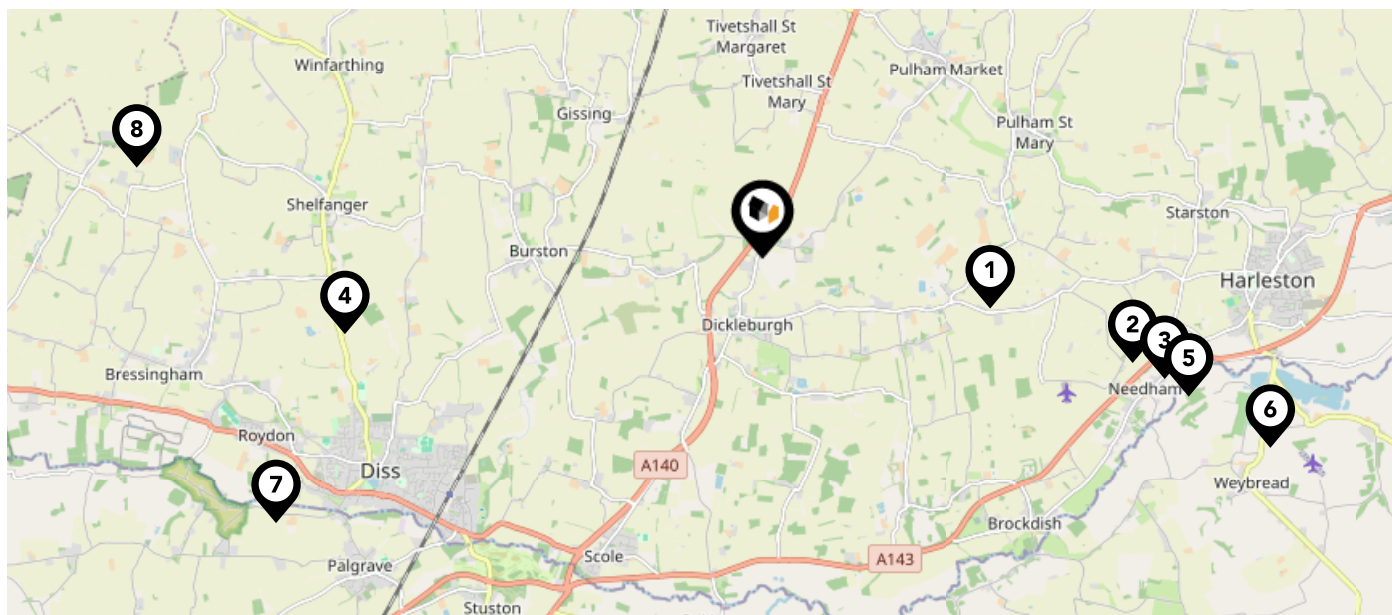 Tivetshall St
Margaret
Winfarthing
Pulham Market
Tivetshall St
Mary
Gissing
Pulham St
Mary
8
Shelfanger
Starston
Burston
1
Harleston
4
Dickleburgh
2
3
5
Bressingham
Needham
6
Roydon
A140
Diss
7
Weybread
Brockdish
Scole
A143
Palgrave
Stuston